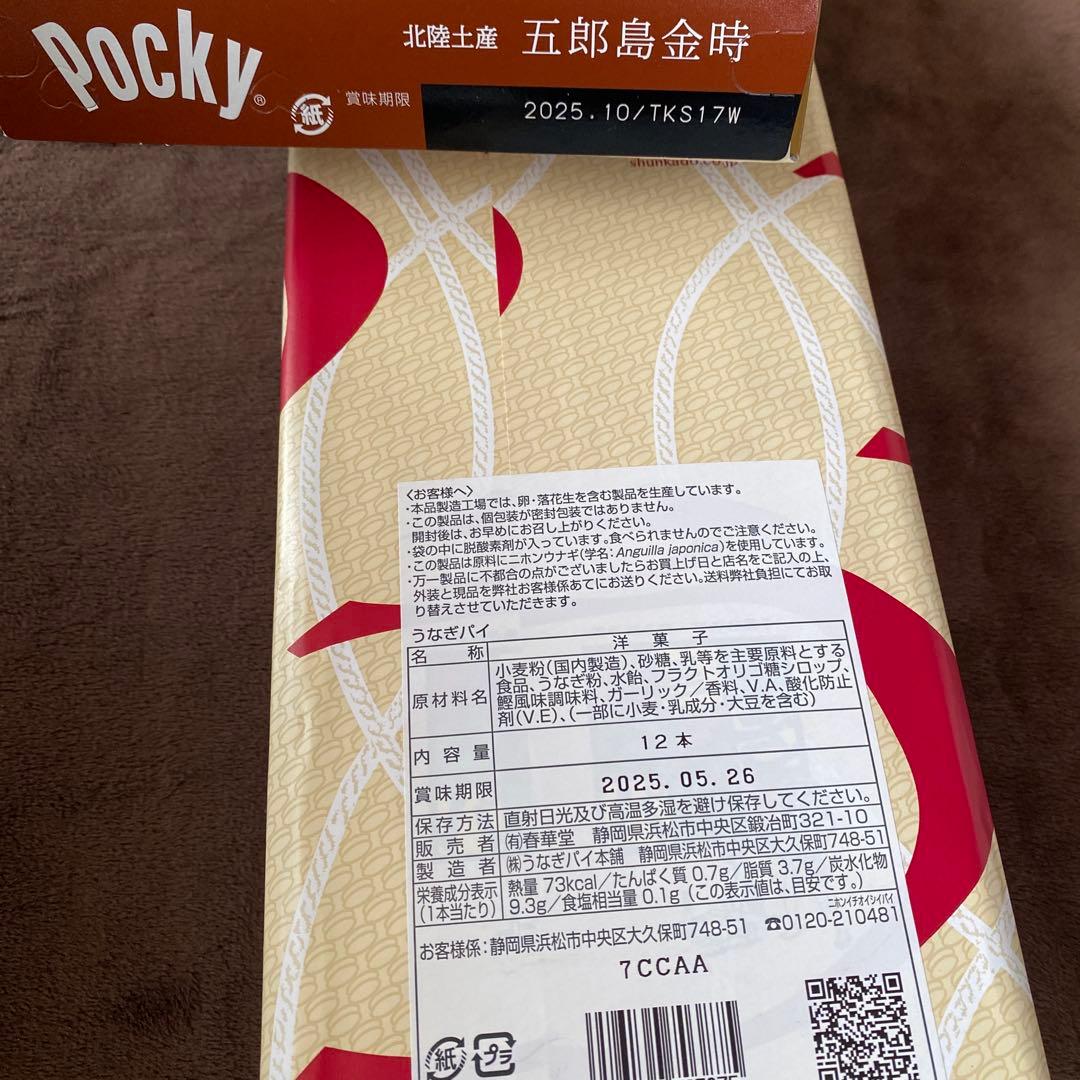 Pocky®
北陸土産 五郎島金時
紙
賞味期限
2025.10/TKS17W
shunkado.co.jp
〈お客様へ〉
・本品製造工場では、卵・落花生を含む製品を生産しています。
・この製品は、個包装が密封包装ではありません。
開封後は、お早めにお召し上がりください。
・袋の中に脱酸素剤が入っています。食べられませんのでご注意ください。
・この製品は原料にニホンウナギ(学名:Anguilla japonica)を使用しています。
・万一製品に不都合の点がございましたらお買上げ日と店名をご記入の上、
外装と現品を弊社お客様係あてにお送りください。送料弊社負担にてお取
り替えさせていただきます。
うなぎパイ
名称 洋菓子
原材料名 小麦粉(国内製造)、砂糖、乳等を主要原料とする
食品、うなぎ粉、水飴、フラクトオリゴ糖シロップ、
鰹風味調味料、ガーリック/香料、V.A、酸化防止
剤(V.E)、(一部に小麦・乳成分・大豆を含む)
内容量 12本
賞味期限 2025.05.26
保存方法 直射日光及び高温多湿を避け保存してください。
販売者 (有)春華堂 静岡県浜松市中央区鍛冶町321-10
製造者 (株)うなぎパイ本舗 静岡県浜松市中央区大久保町748-51
栄養成分表示 熱量 73kcal/たんぱく質 0.7g/脂質 3.7g/炭水化物
(1本当たり) 9.3g/食塩相当量 0.1g (この表示値は、目安です。)
ニホンイチオイシイパイ
お客様係:静岡県浜松市中央区大久保町748-51 ☎0120-210481
7CCAA
紙 プラ